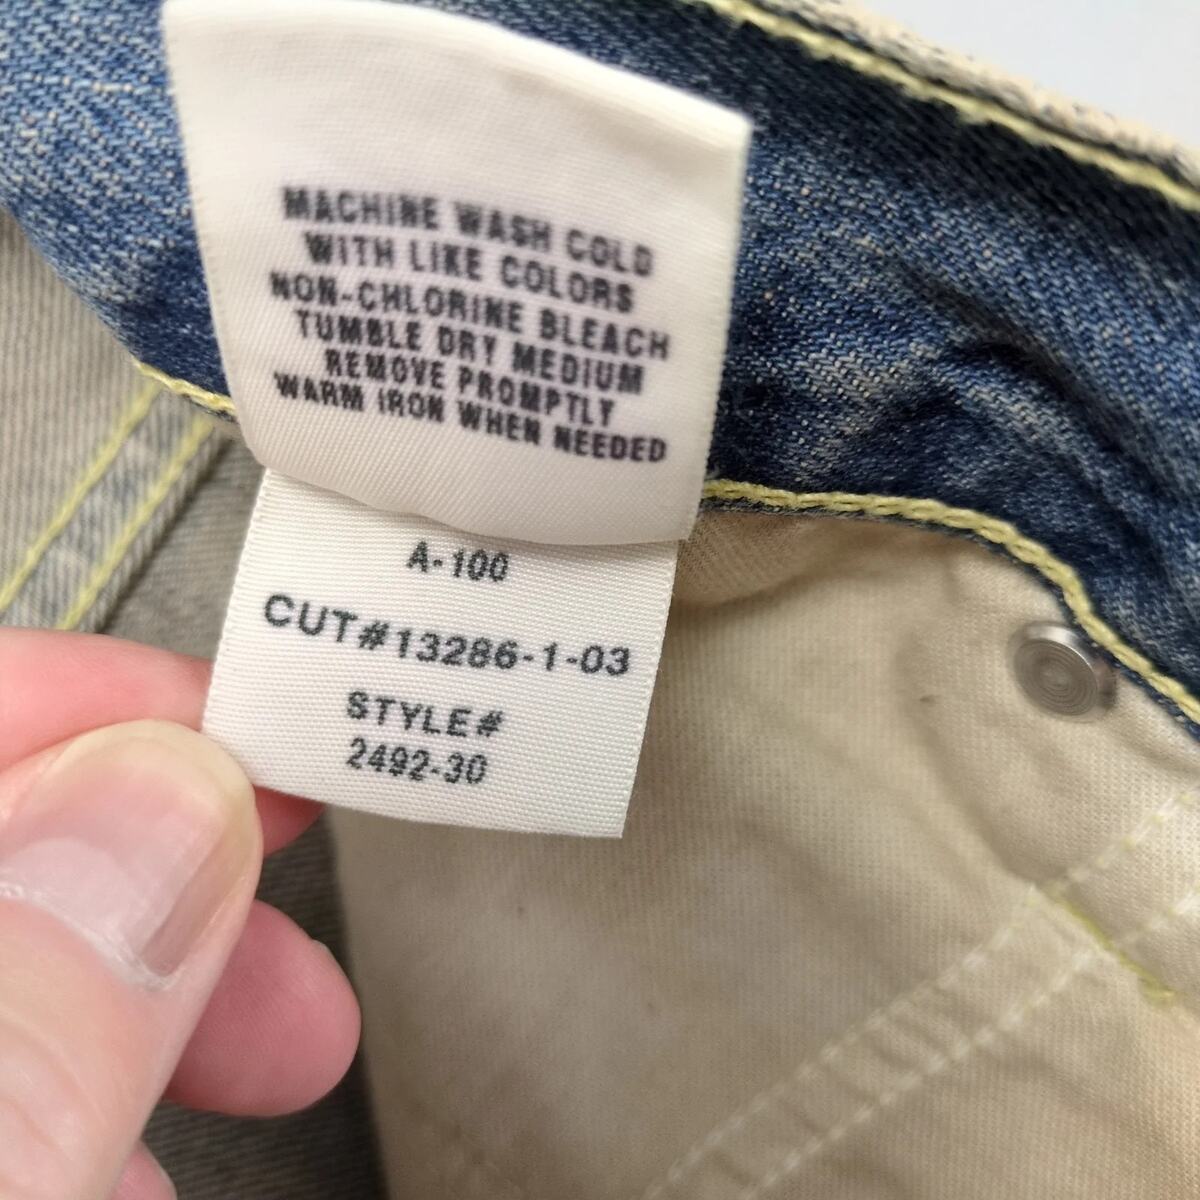 MACHINE WASH COLD
WITH LIKE COLORS
NON-CHLORINE BLEACH
TUMBLE DRY MEDIUM
REMOVE PROMPTLY
WARM IRON WHEN NEEDED
A-100
CUT#13286-1-03
STYLE#
2492-30